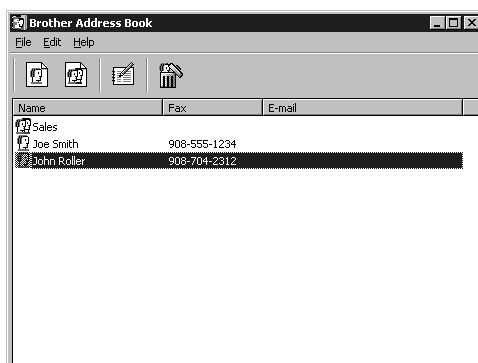 Brother Address Book
File Edit Help
Name Fax E-mail
Sales
Joe Smith 908-555-1234
John Roller 908-704-2312